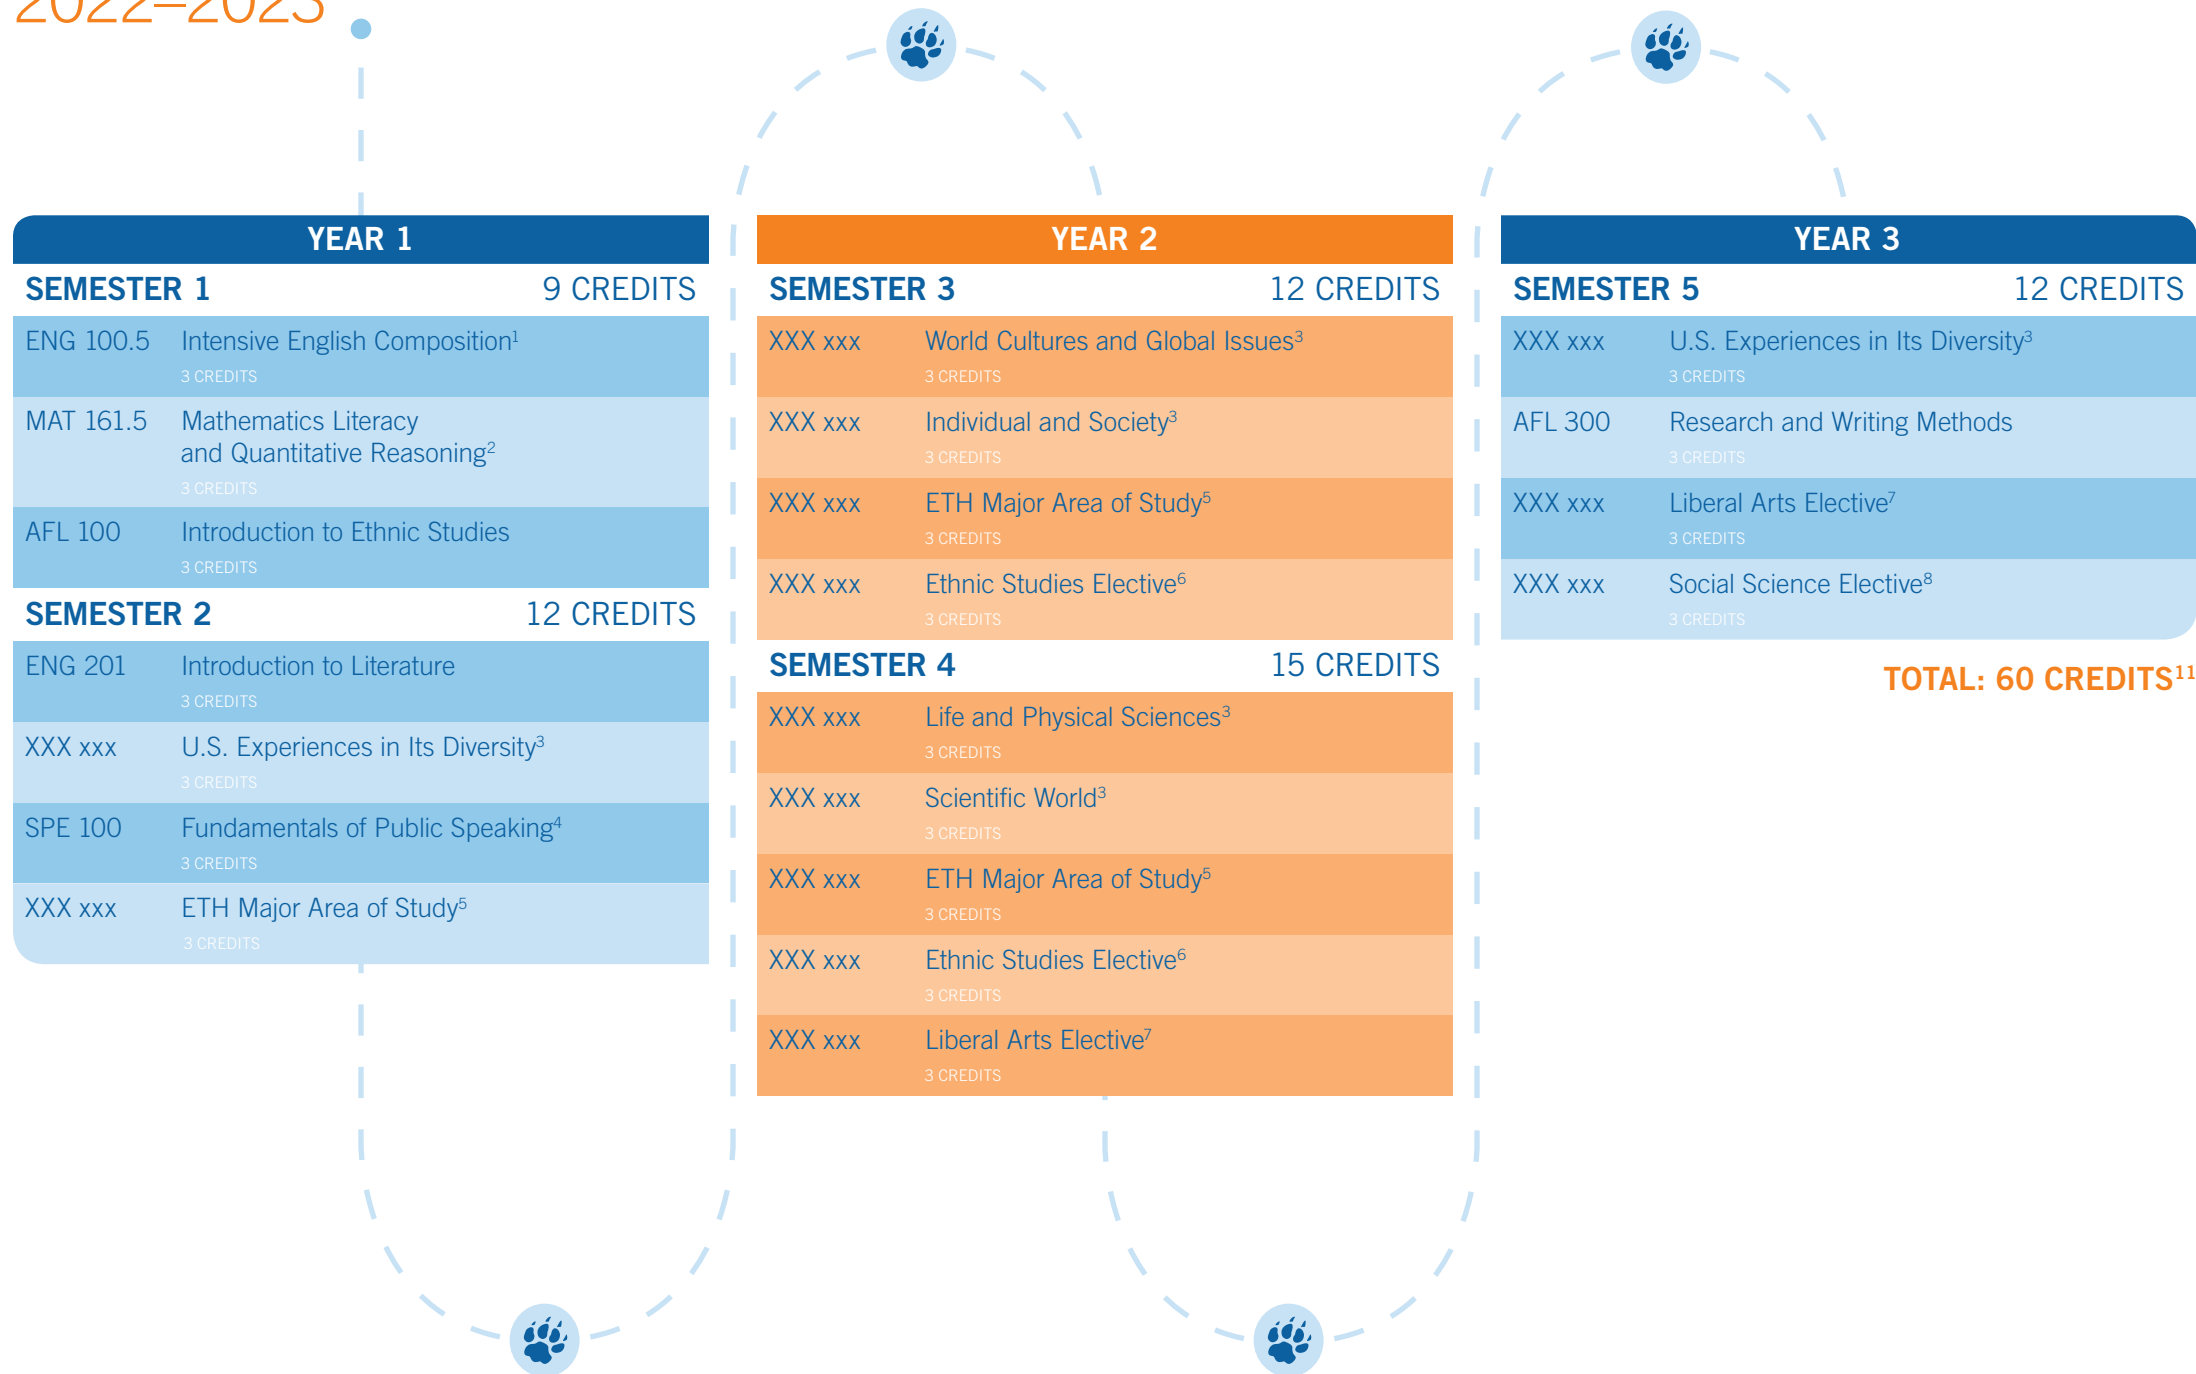 2022–2023
YEAR 1
SEMESTER 1 9 CREDITS
ENG 100.5 Intensive English Composition¹
3 CREDITS
MAT 161.5 Mathematics Literacy
and Quantitative Reasoning²
3 CREDITS
AFL 100 Introduction to Ethnic Studies
3 CREDITS
SEMESTER 2 12 CREDITS
ENG 201 Introduction to Literature
3 CREDITS
XXX xxx U.S. Experiences in Its Diversity³
3 CREDITS
SPE 100 Fundamentals of Public Speaking⁴
3 CREDITS
XXX xxx ETH Major Area of Study⁵
3 CREDITS
YEAR 2
SEMESTER 3 12 CREDITS
XXX xxx World Cultures and Global Issues³
3 CREDITS
XXX xxx Individual and Society³
3 CREDITS
XXX xxx ETH Major Area of Study⁵
3 CREDITS
XXX xxx Ethnic Studies Elective⁶
3 CREDITS
SEMESTER 4 15 CREDITS
XXX xxx Life and Physical Sciences³
3 CREDITS
XXX xxx Scientific World³
3 CREDITS
XXX xxx ETH Major Area of Study⁵
3 CREDITS
XXX xxx Ethnic Studies Elective⁶
3 CREDITS
XXX xxx Liberal Arts Elective⁷
3 CREDITS
YEAR 3
SEMESTER 5 12 CREDITS
XXX xxx U.S. Experiences in Its Diversity³
3 CREDITS
AFL 300 Research and Writing Methods
3 CREDITS
XXX xxx Liberal Arts Elective⁷
3 CREDITS
XXX xxx Social Science Elective⁸
3 CREDITS
TOTAL: 60 CREDITS¹¹